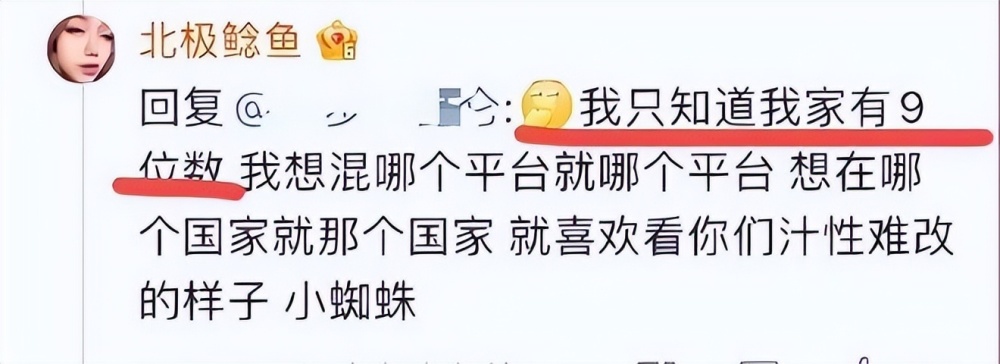 北极鲶鱼
回复@ 兮:我只知道我家有9
位数 我想混哪个平台就哪个平台 想在哪
个国家就那个国家 就喜欢看你们汁性难改
的样子 小蜘蛛